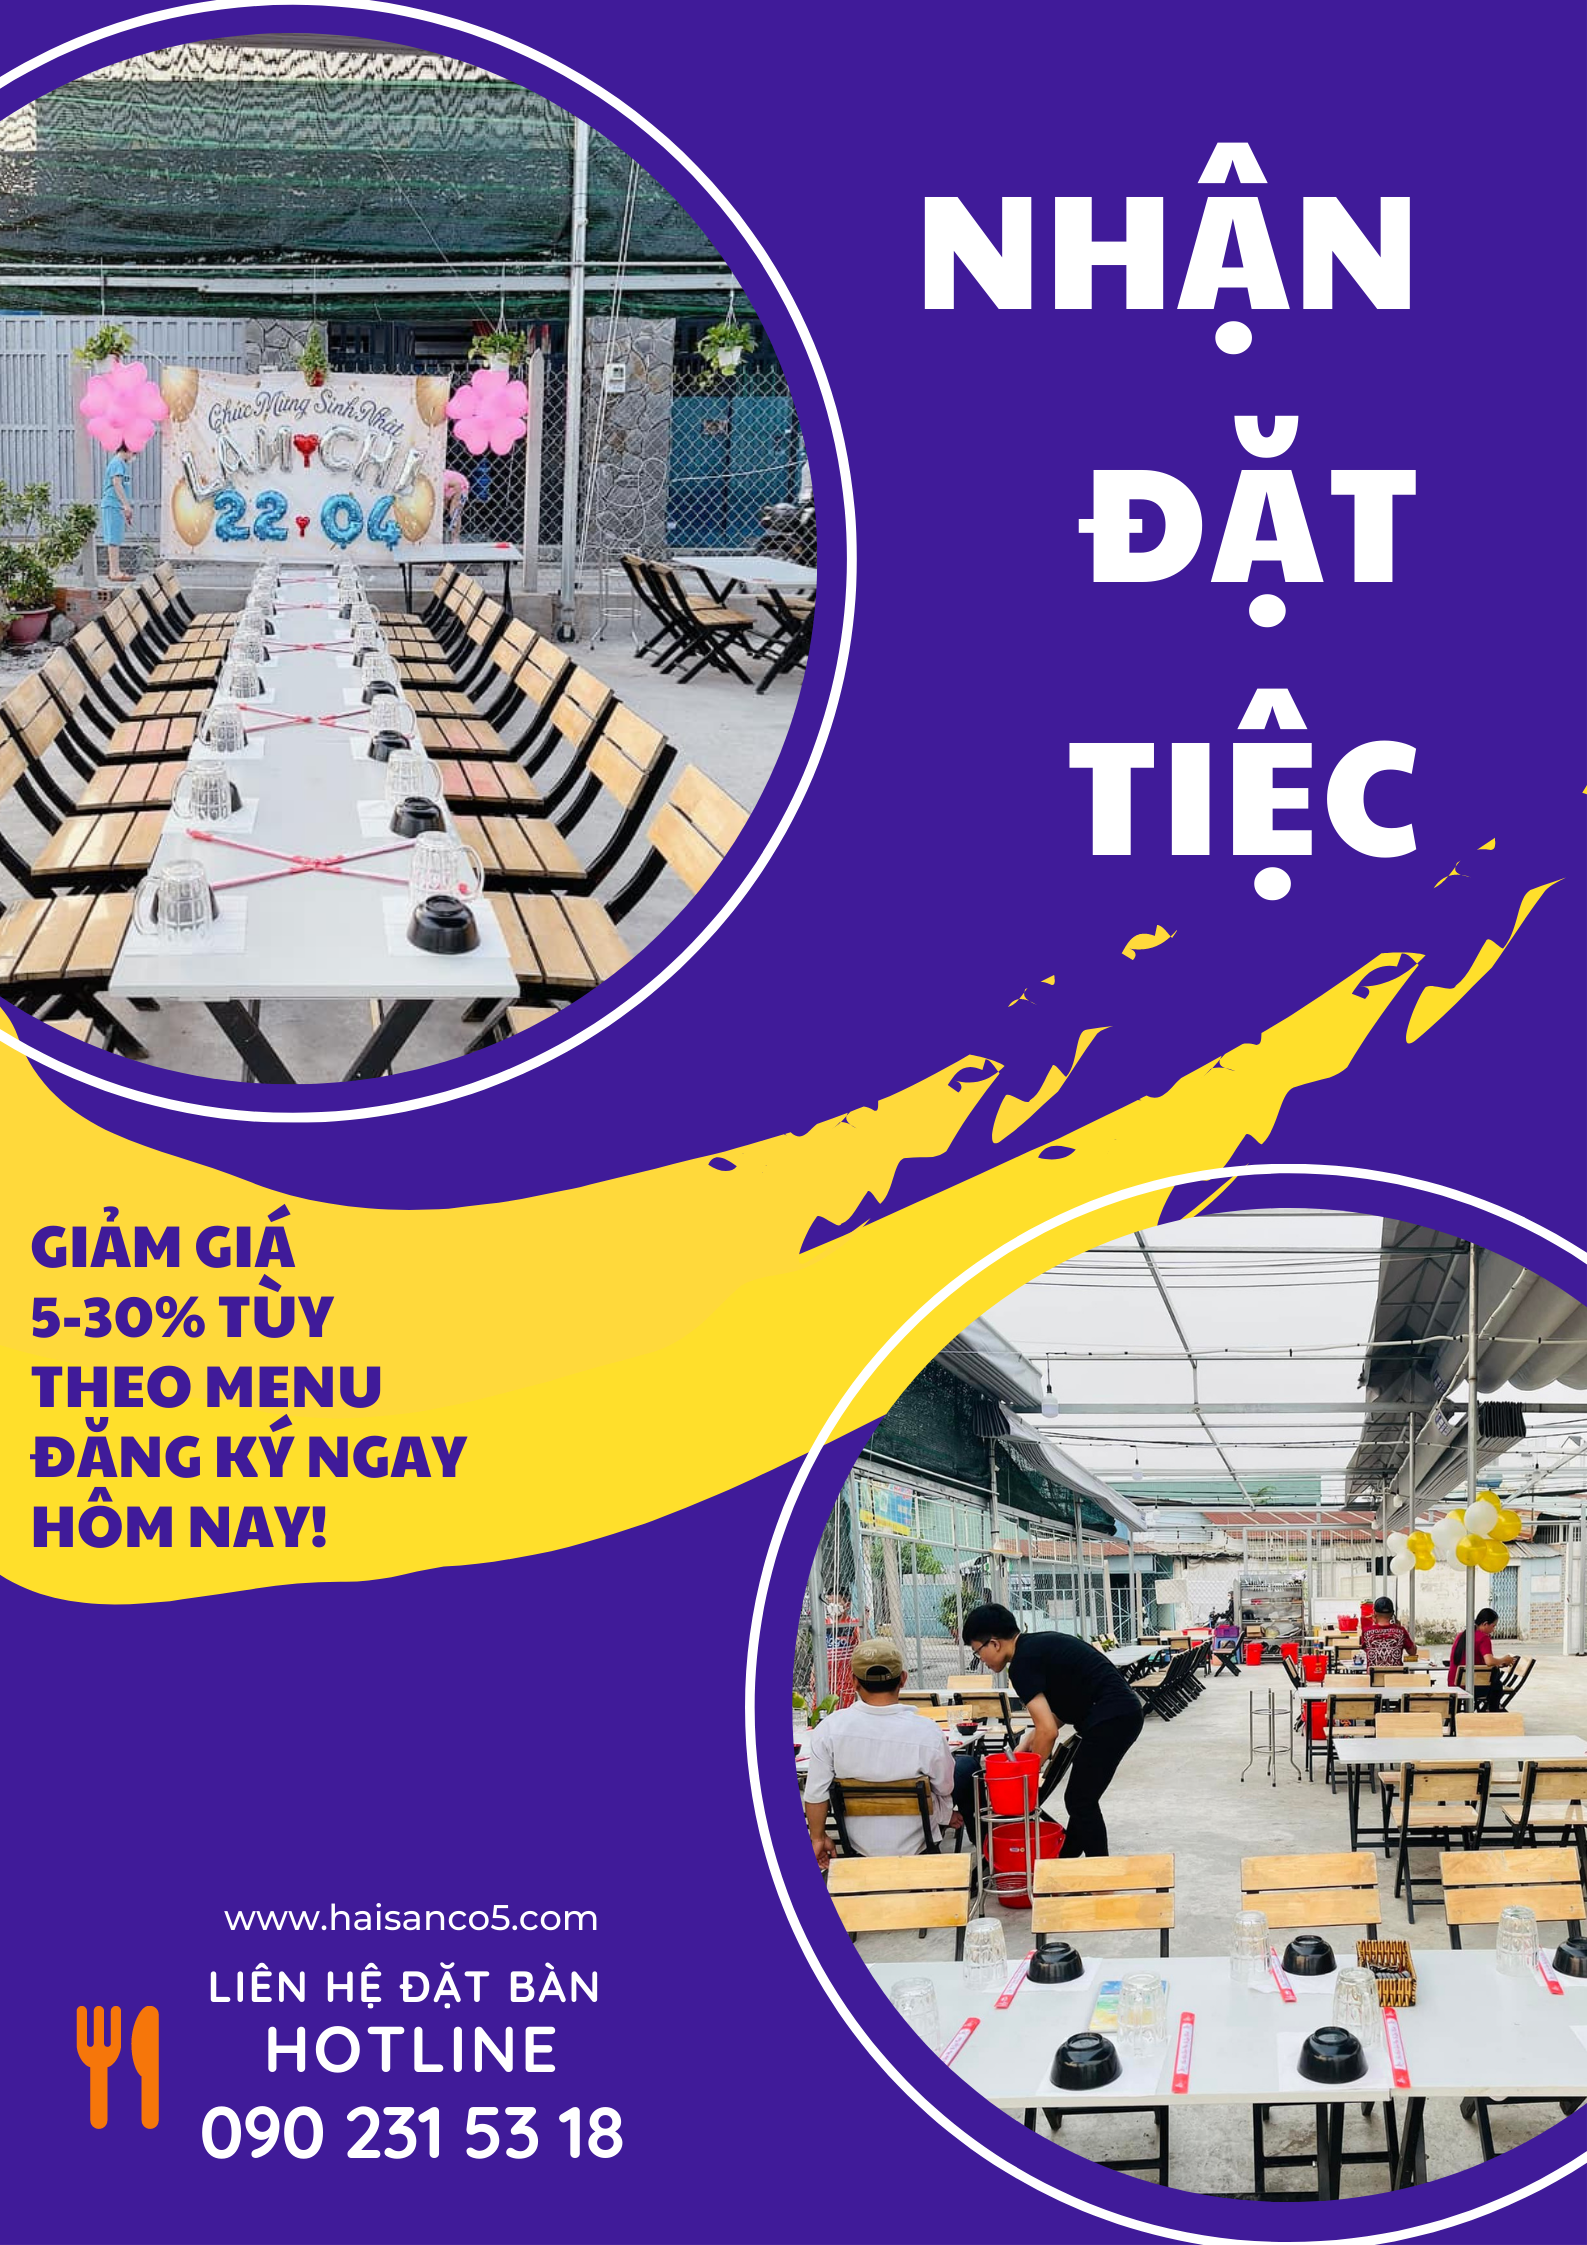 NHẬN
ĐẶT
TIỆC
Chúc Mừng Sinh Nhật
LAM CHI
22 04
GIẢM GIÁ
5-30% TÙY
THEO MENU
ĐĂNG KÝ NGAY
HÔM NAY!
www.haisanco5.com
LIÊN HỆ ĐẶT BÀN
HOTLINE
090 231 53 18